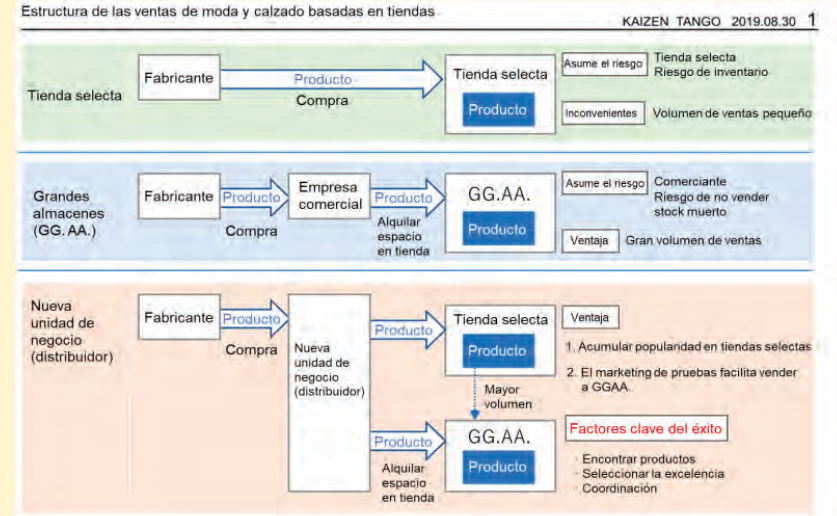 Estructura de las ventas de moda y calzado basadas en tiendas
KAIZEN TANGO 2019.08.30 1
Tienda selecta
Fabricante
Producto
Compra
Tienda selecta
Producto
Asume el riesgo
Tienda selecta
Riesgo de inventario
Inconvenientes
Volumen de ventas pequeño
Grandes
almacenes
(GG. AA.)
Fabricante
Producto
Compra
Empresa
comercial
Producto
Alquilar
espacio
en tienda
GG.AA.
Producto
Asume el riesgo
Comerciante
Riesgo de no vender
stock muerto
Ventaja
Gran volumen de ventas
Nueva
unidad de
negocio
(distribuidor)
Fabricante
Producto
Compra
Nueva
unidad de
negocio
(distribuidor)
Producto
Tienda selecta
Producto
Mayor
volumen
Producto
Alquilar
espacio
en tienda
GG.AA.
Producto
Ventaja
1. Acumular popularidad en tiendas selectas
2. El marketing de pruebas facilita vender
a GGAA.
Factores clave del éxito
· Encontrar productos
· Seleccionar la excelencia
· Coordinación